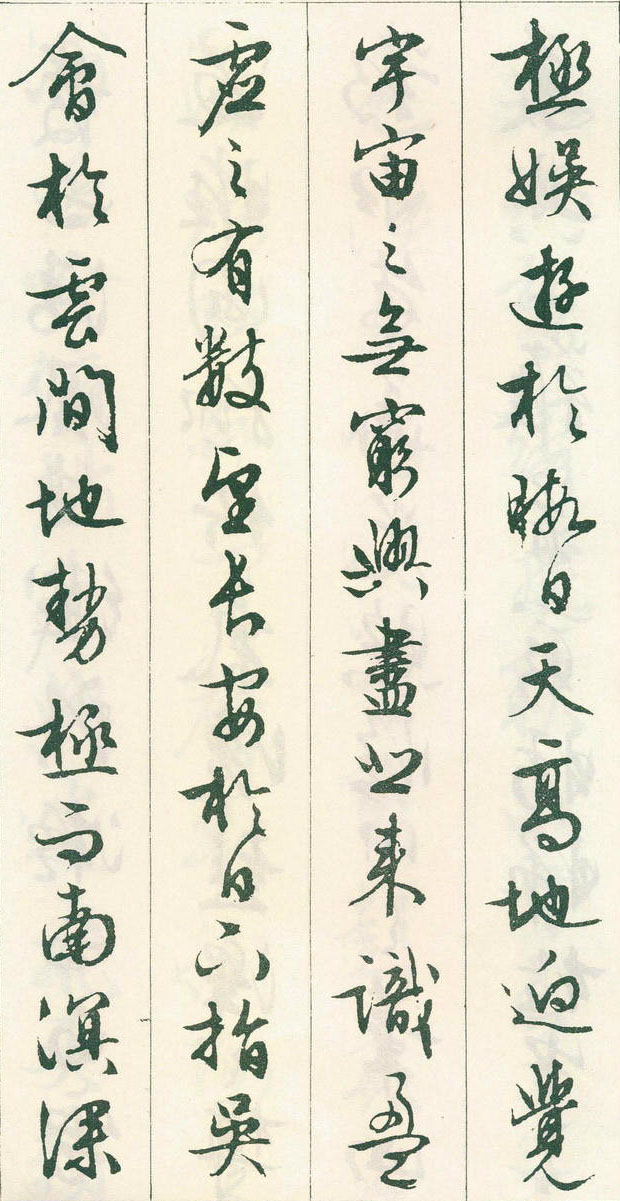 極娛遊於暇日天高地迥覺
宇宙之無窮興盡悲來識盈
虛之有數望長安於日下指吳
會於雲間地勢極而南溟深